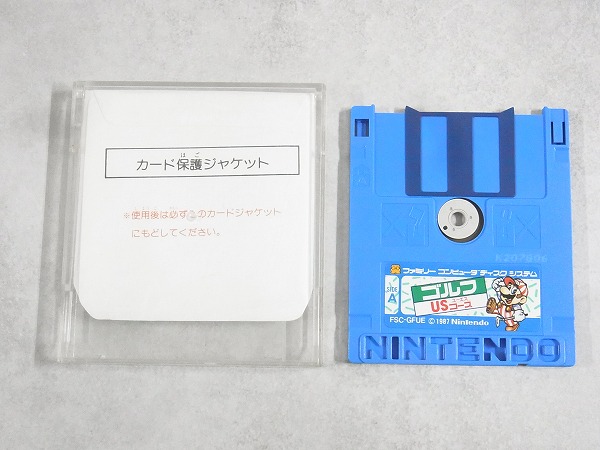 はご
カード保護ジャケット
※使用後は必ずこのカードジャケット
にもどしてください。
ファミリー コンピュータ ディスク システム
SIDE
A
ゴルフ
USコース
FSC-GFUE © 1987 Nintendo
NINTENDO